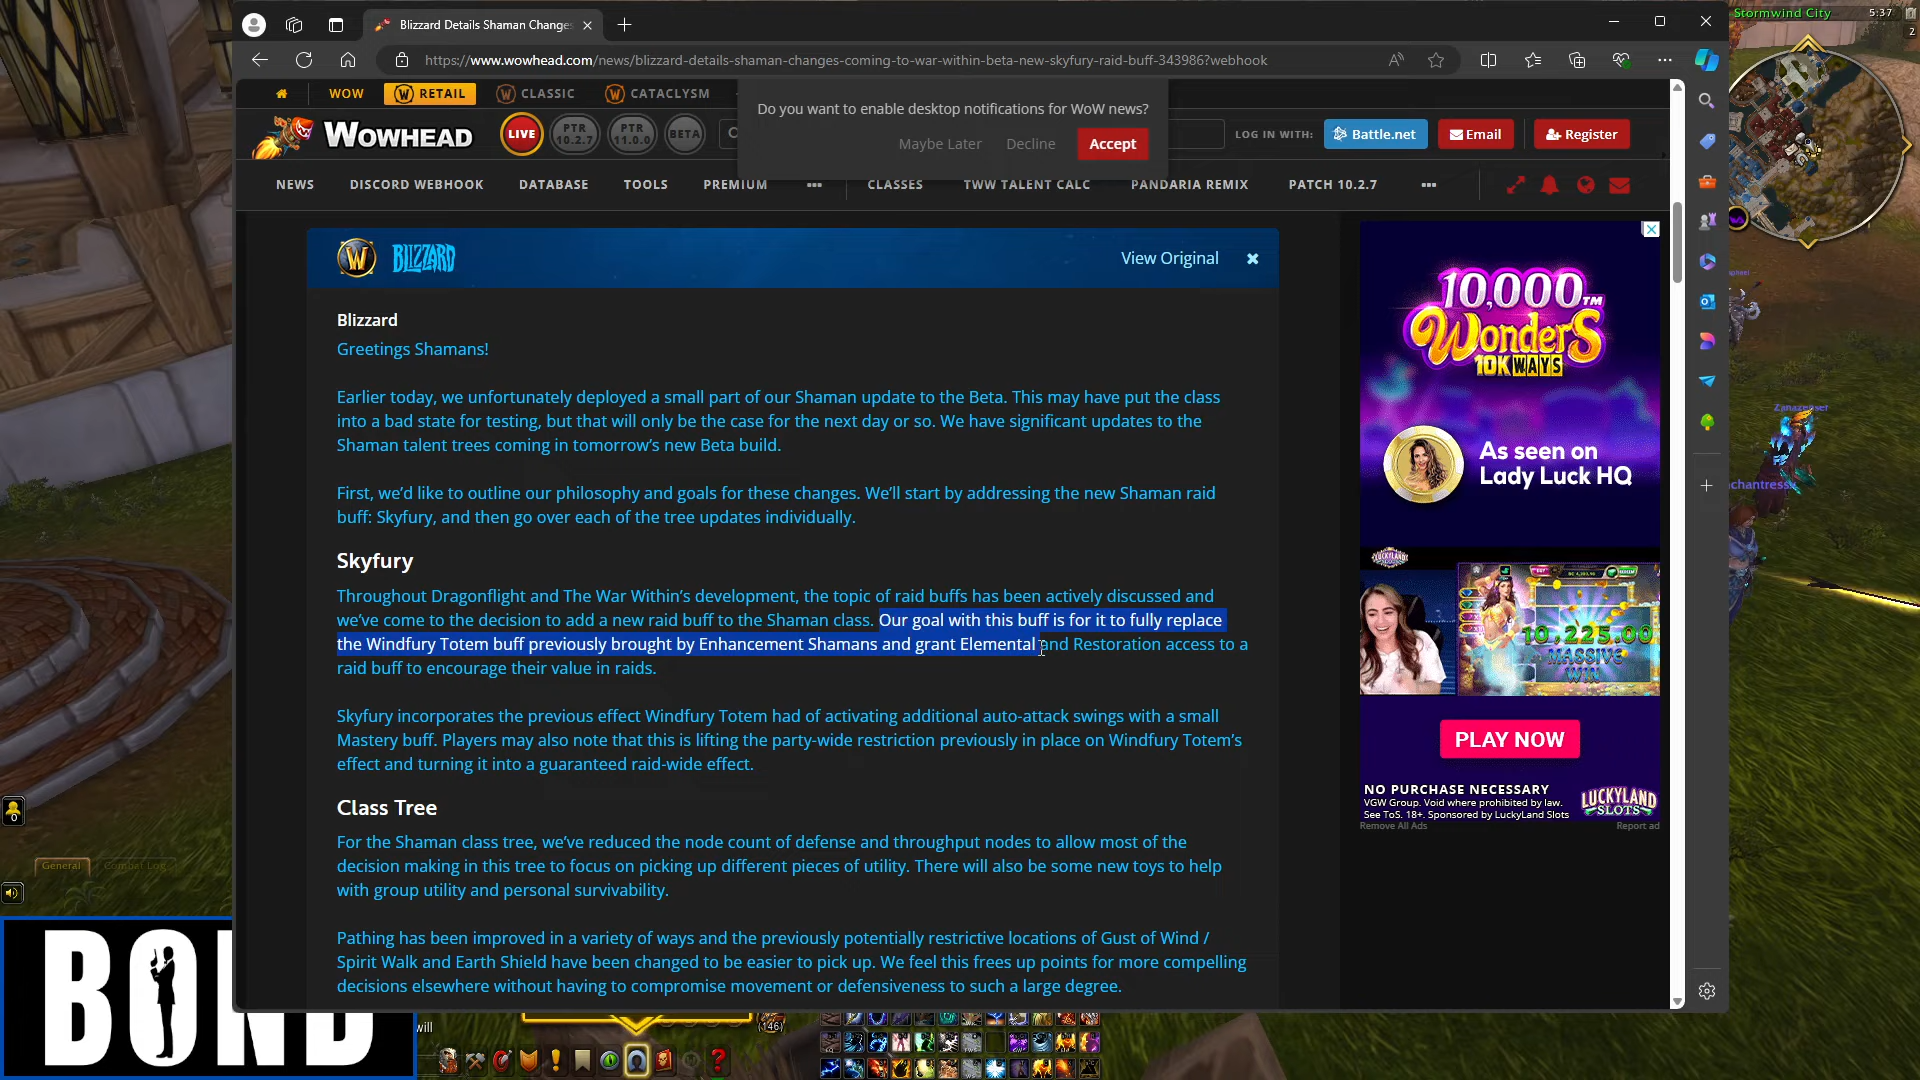 Blizzard Details Shaman Changes
Stormwind City
5:37
2
https://www.wowhead.com/news/blizzard-details-shaman-changes-coming-to-war-within-beta-new-skyfury-raid-buff-343986?webhook
WOW
RETAIL
CLASSIC
CATACLYSM
Do you want to enable desktop notifications for WoW news?
Maybe Later
Decline
Accept
WOWHEAD
LIVE
PTR 10.2.7
PTR 11.0.0
BETA
LOG IN WITH:
Battle.net
Email
Register
NEWS
DISCORD WEBHOOK
DATABASE
TOOLS
PREMIUM
CLASSES
TWW TALENT CALC
PANDARIA REMIX
PATCH 10.2.7
BLIZZARD
View Original
Blizzard
Greetings Shamans!
Earlier today, we unfortunately deployed a small part of our Shaman update to the Beta. This may have put the class
into a bad state for testing, but that will only be the case for the next day or so. We have significant updates to the
Shaman talent trees coming in tomorrow's new Beta build.
First, we'd like to outline our philosophy and goals for these changes. We'll start by addressing the new Shaman raid
buff: Skyfury, and then go over each of the tree updates individually.
Skyfury
Throughout Dragonflight and The War Within's development, the topic of raid buffs has been actively discussed and
we've come to the decision to add a new raid buff to the Shaman class. Our goal with this buff is for it to fully replace
the Windfury Totem buff previously brought by Enhancement Shamans and grant Elemental and Restoration access to a
raid buff to encourage their value in raids.
Skyfury incorporates the previous effect Windfury Totem had of activating additional auto-attack swings with a small
Mastery buff. Players may also note that this is lifting the party-wide restriction previously in place on Windfury Totem's
effect and turning it into a guaranteed raid-wide effect.
Class Tree
For the Shaman class tree, we've reduced the node count of defense and throughput nodes to allow most of the
decision making in this tree to focus on picking up different pieces of utility. There will also be some new toys to help
with group utility and personal survivability.
Pathing has been improved in a variety of ways and the previously potentially restrictive locations of Gust of Wind /
Spirit Walk and Earth Shield have been changed to be easier to pick up. We feel this frees up points for more compelling
decisions elsewhere without having to compromise movement or defensiveness to such a large degree.
10,000™
Wonders
10K WAYS
As seen on
Lady Luck HQ
LUCKYLAND
10,225.00
MASSIVE
WIN
PLAY NOW
NO PURCHASE NECESSARY
VGW Group. Void where prohibited by law.
See ToS. 18+. Sponsored by LuckyLand Slots
LUCKYLAND
SLOTS
Remove All Ads
Report ad
0
General
Combat Log
BOND
will
(146)